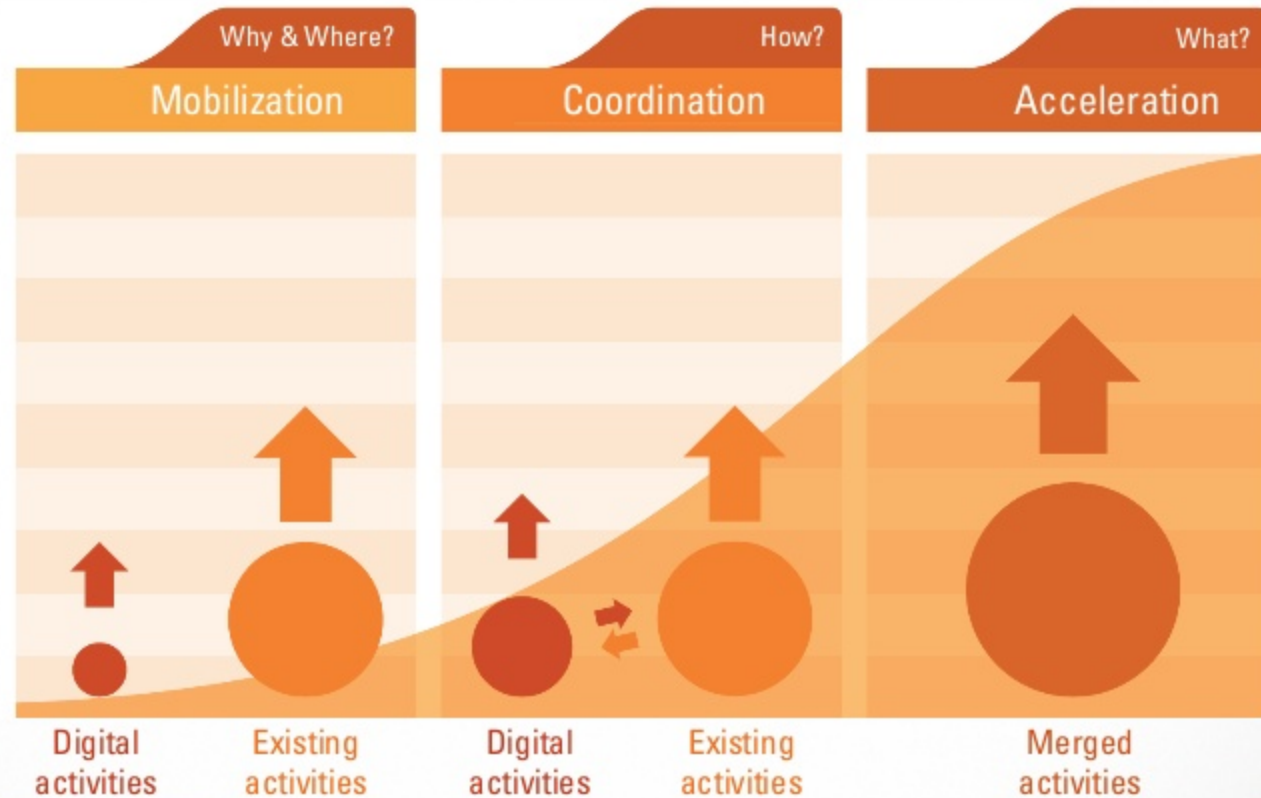 Why & Where?
Mobilization
How?
Coordination
What?
Acceleration
Digital
activities
Existing
activities
Digital
activities
Existing
activities
Merged
activities